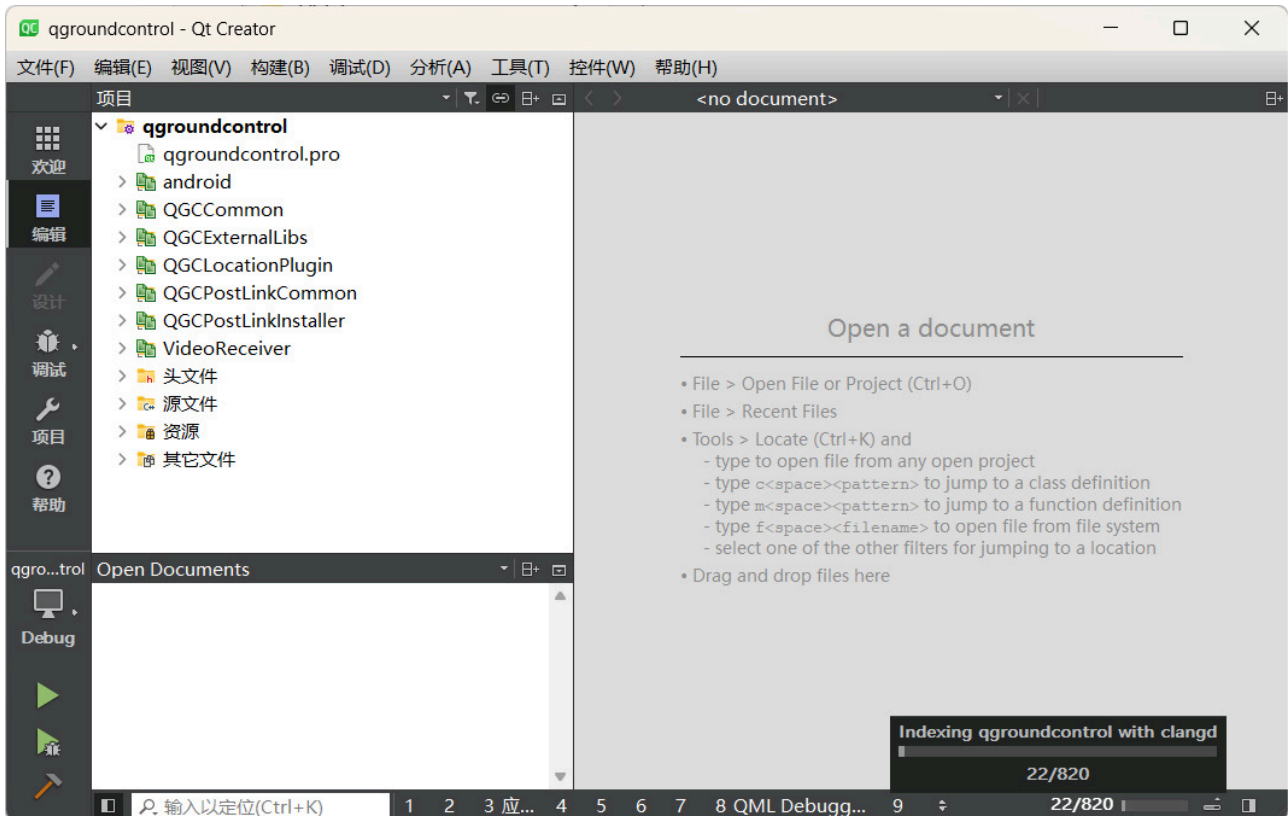 qgroundcontrol - Qt Creator
文件(F) 编辑(E) 视图(V) 构建(B) 调试(D) 分析(A) 工具(T) 控件(W) 帮助(H)
项目
<no document>
欢迎
编辑
设计
调试
项目
帮助
qgro...trol
Debug
qgroundcontrol
qgroundcontrol.pro
android
QGCCommon
QGCExternalLibs
QGCLocationPlugin
QGCPostLinkCommon
QGCPostLinkInstaller
VideoReceiver
头文件
源文件
资源
其它文件
Open Documents
Open a document
• File > Open File or Project (Ctrl+O)
• File > Recent Files
• Tools > Locate (Ctrl+K) and
- type to open file from any open project
- type c<space><pattern> to jump to a class definition
- type m<space><pattern> to jump to a function definition
- type f<space><filename> to open file from file system
- select one of the other filters for jumping to a location
• Drag and drop files here
Indexing qgroundcontrol with clangd
22/820
输入以定位(Ctrl+K) 1 2 3 应... 4 5 6 7 8 QML Debugg... 9 22/820